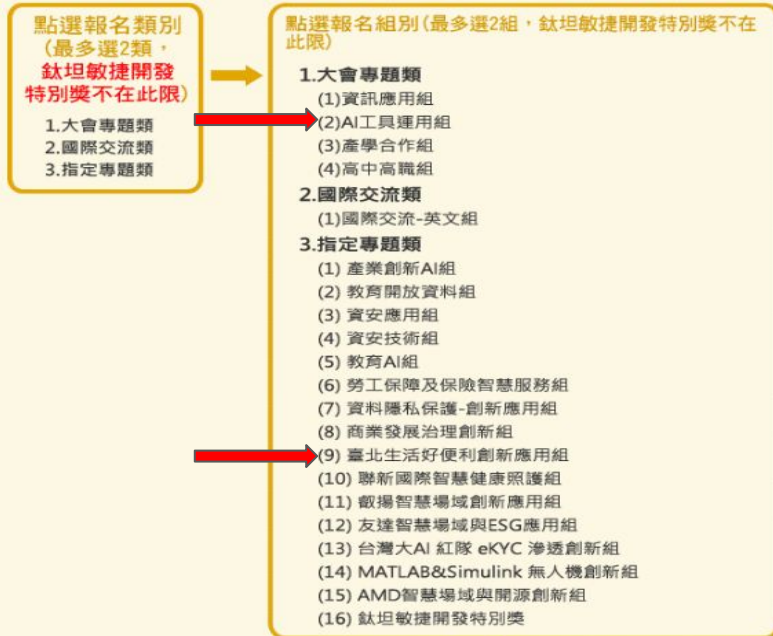 點選報名類別
(最多選2類，
鈦坦敏捷開發
特別獎不在此限)
1.大會專題類
2.國際交流類
3.指定專題類
點選報名組別(最多選2組，鈦坦敏捷開發特別獎不在
此限)
1.大會專題類
(1)資訊應用組
(2)AI工具運用組
(3)產學合作組
(4)高中高職組
2.國際交流類
(1)國際交流-英文組
3.指定專題類
(1) 產業創新AI組
(2) 教育開放資料組
(3) 資安應用組
(4) 資安技術組
(5) 教育AI組
(6) 勞工保障及保險智慧服務組
(7) 資料隱私保護-創新應用組
(8) 商業發展治理創新組
(9) 臺北生活好便利創新應用組
(10) 聯新國際智慧健康照護組
(11) 叡揚智慧場域創新應用組
(12) 友達智慧場域與ESG應用組
(13) 台灣大AI 紅隊 eKYC 滲透創新組
(14) MATLAB&Simulink 無人機創新組
(15) AMD智慧場域與開源創新組
(16) 鈦坦敏捷開發特別獎